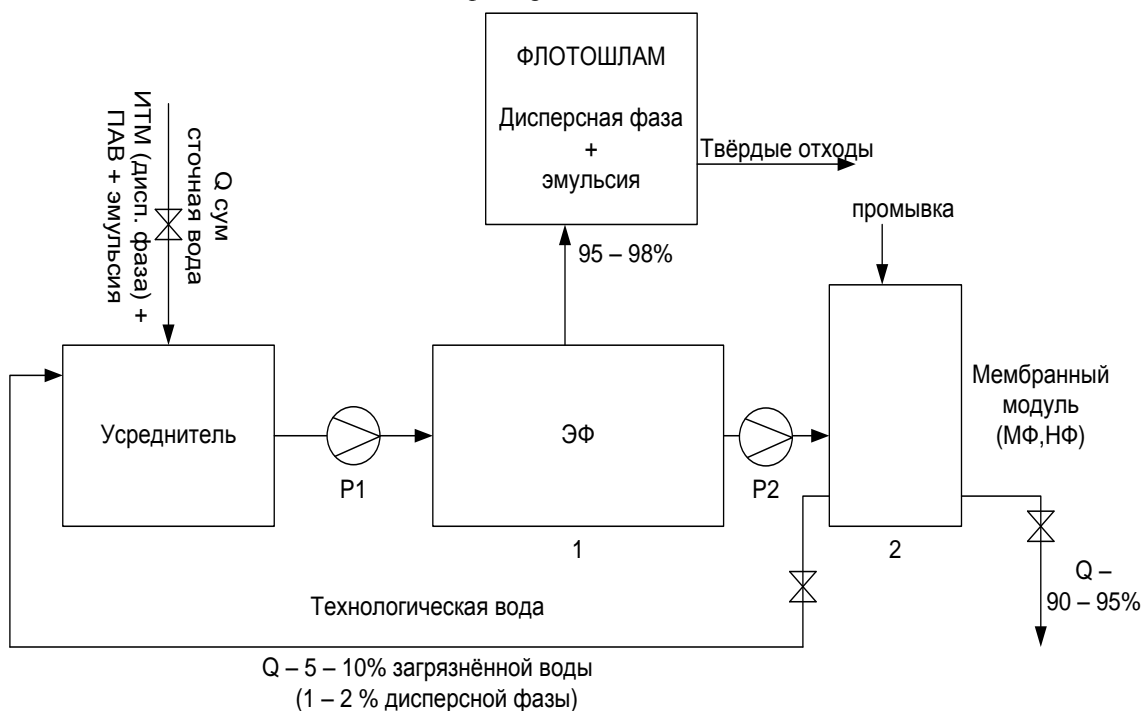 ФЛОТОШЛАМ
Дисперсная фаза
+
эмульсия
Твёрдые отходы
95 – 98%
Q сум
сточная вода
ИТМ (дисп. фаза) +
ПАВ + эмульсия
промывка
Усреднитель
P1
ЭФ
1
P2
Мембранный
модуль
(МФ,НФ)
2
Q –
90 – 95%
Технологическая вода
Q – 5 – 10% загрязнённой воды
(1 – 2 % дисперсной фазы)